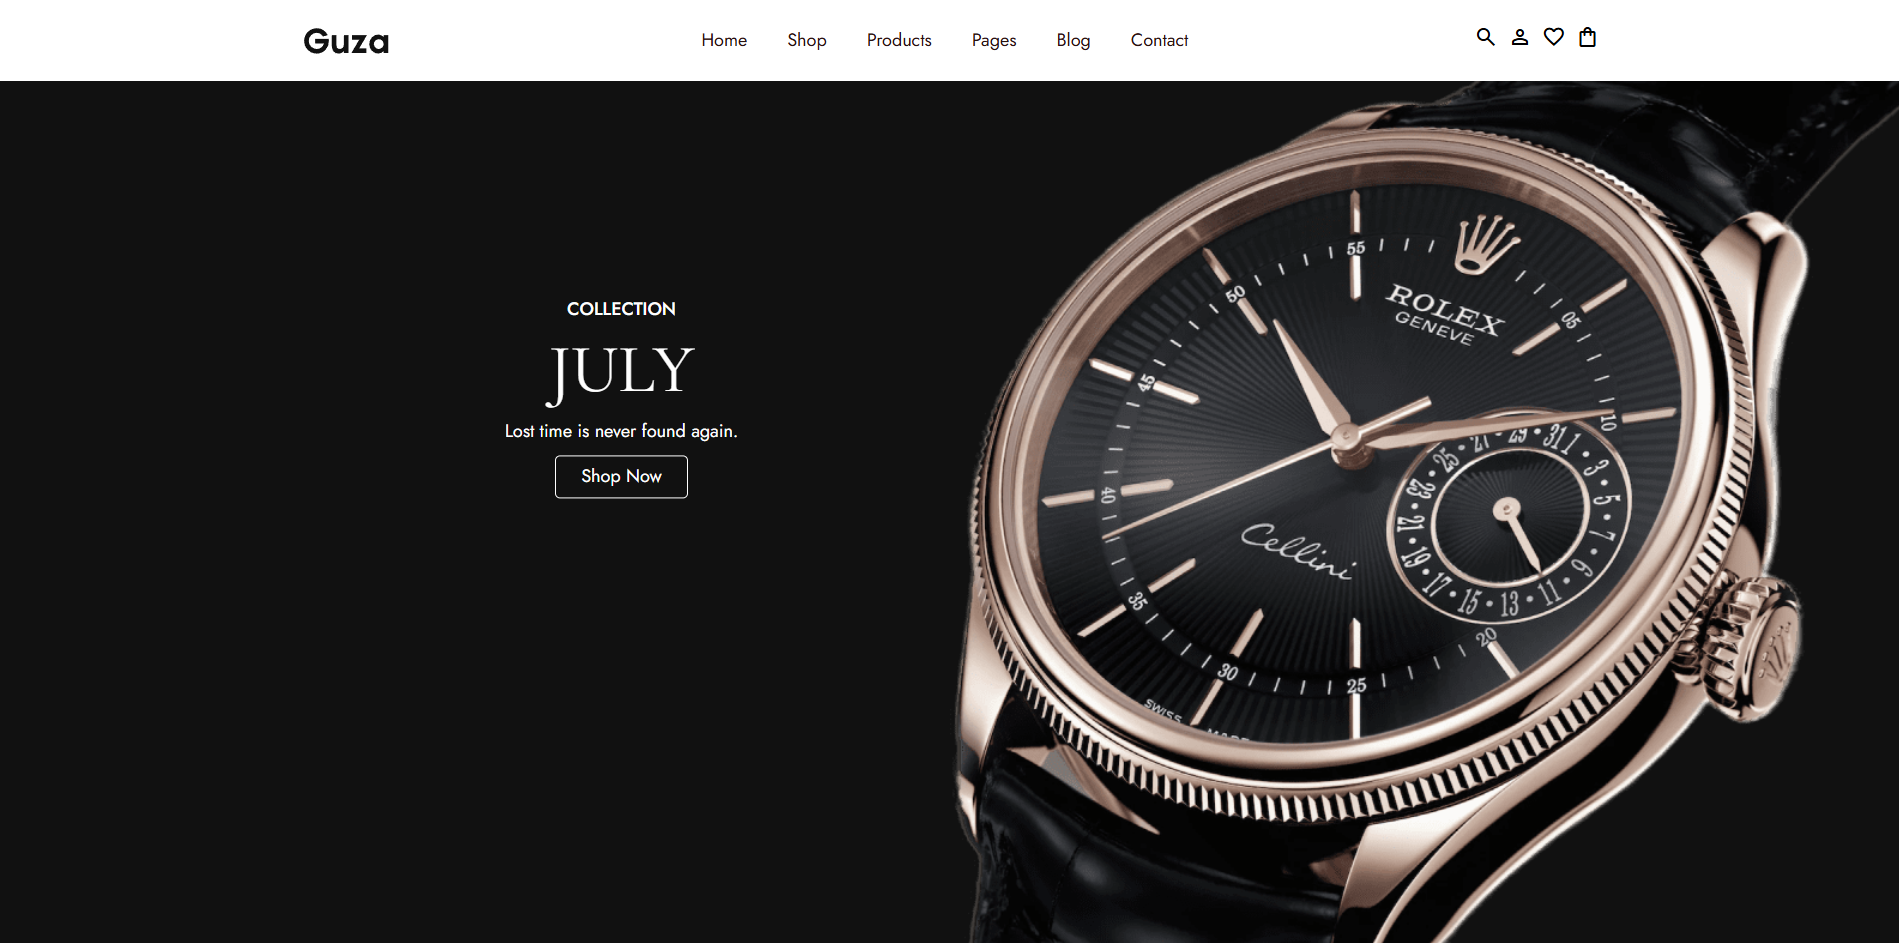 Guza
Home Shop Products Pages Blog Contact
COLLECTION
JULY
Lost time is never found again.
Shop Now
ROLEX
GENEVE
Cellini
55
05
10
20
25
30
35
40
45
50
27 • 29 • 31 1 • 3 • 5 • 7 • 9 • 11 • 13 • 15 • 17 • 19 • 21 • 23 • 25 •
SWISS